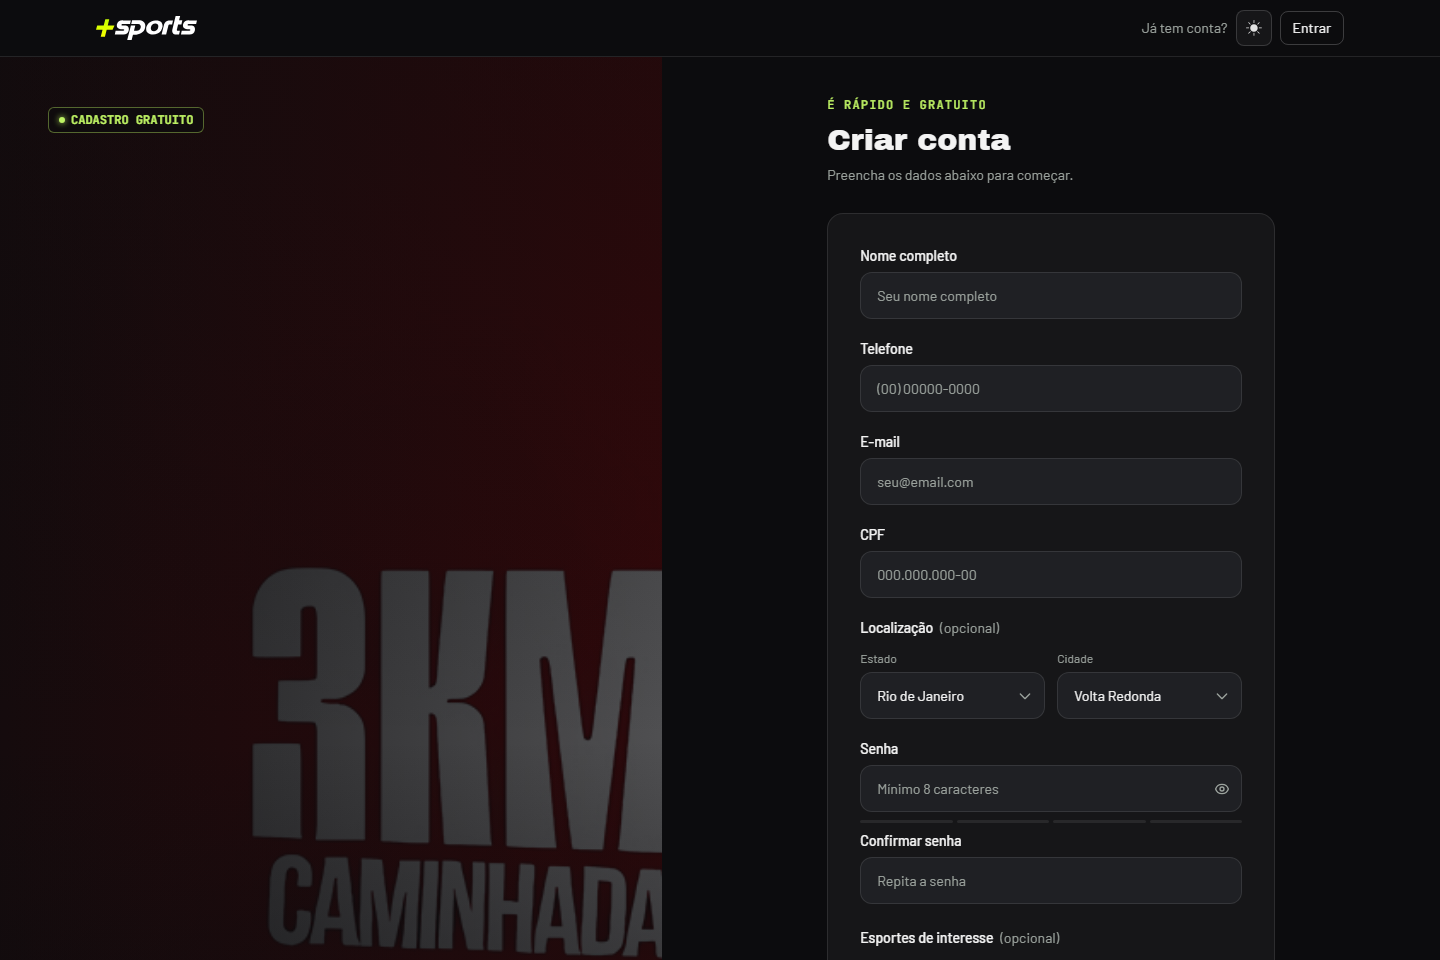 +sports
Já tem conta?
Entrar
CADASTRO GRATUITO
3KM
CAMINHADA
É RÁPIDO E GRATUITO
Criar conta
Preencha os dados abaixo para começar.
Nome completo
Seu nome completo
Telefone
(00) 00000-0000
E-mail
seu@email.com
CPF
000.000.000-00
Localização (opcional)
Estado
Cidade
Rio de Janeiro
Volta Redonda
Senha
Mínimo 8 caracteres
Confirmar senha
Repita a senha
Esportes de interesse (opcional)